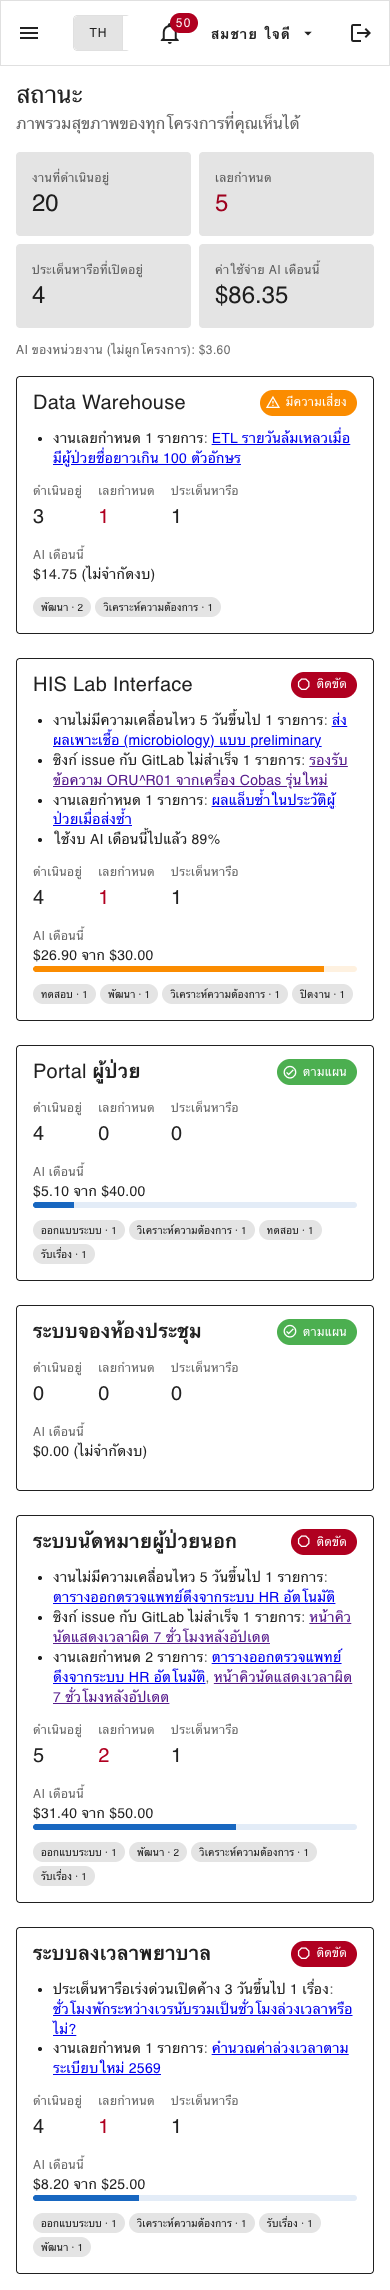 TH
50
สมชาย ใจดี
สถานะ
ภาพรวมสุขภาพของทุกโครงการที่คุณเห็นได้
งานที่ดำเนินอยู่
20
เลยกำหนด
5
ประเด็นหารือที่เปิดอยู่
4
ค่าใช้จ่าย AI เดือนนี้
$86.35
AI ของหน่วยงาน (ไม่ผูกโครงการ): $3.60
Data Warehouse
มีความเสี่ยง
งานเลยกำหนด 1 รายการ: ETL รายวันล้มเหลวเมื่อ
มีผู้ป่วยชื่อยาวเกิน 100 ตัวอักษร
ดำเนินอยู่ เลยกำหนด ประเด็นหารือ
3 1 1
AI เดือนนี้
$14.75 (ไม่จำกัดงบ)
พัฒนา · 2 วิเคราะห์ความต้องการ · 1
HIS Lab Interface
ติดขัด
งานไม่มีความเคลื่อนไหว 5 วันขึ้นไป 1 รายการ: ส่ง
ผลเพาะเชื้อ (microbiology) แบบ preliminary
ซิงก์ issue กับ GitLab ไม่สำเร็จ 1 รายการ: รองรับ
ข้อความ ORU^R01 จากเครื่อง Cobas รุ่นใหม่
งานเลยกำหนด 1 รายการ: ผลแล็บซ้ำในประวัติผู้
ป่วยเมื่อส่งซ้ำ
ใช้งบ AI เดือนนี้ไปแล้ว 89%
ดำเนินอยู่ เลยกำหนด ประเด็นหารือ
4 1 1
AI เดือนนี้
$26.90 จาก $30.00
ทดสอบ · 1 พัฒนา · 1 วิเคราะห์ความต้องการ · 1 ปิดงาน · 1
Portal ผู้ป่วย
ตามแผน
ดำเนินอยู่ เลยกำหนด ประเด็นหารือ
4 0 0
AI เดือนนี้
$5.10 จาก $40.00
ออกแบบระบบ · 1 วิเคราะห์ความต้องการ · 1 ทดสอบ · 1
รับเรื่อง · 1
ระบบจองห้องประชุม
ตามแผน
ดำเนินอยู่ เลยกำหนด ประเด็นหารือ
0 0 0
AI เดือนนี้
$0.00 (ไม่จำกัดงบ)
ระบบนัดหมายผู้ป่วยนอก
ติดขัด
งานไม่มีความเคลื่อนไหว 5 วันขึ้นไป 1 รายการ:
ตารางออกตรวจแพทย์ดึงจากระบบ HR อัตโนมัติ
ซิงก์ issue กับ GitLab ไม่สำเร็จ 1 รายการ: หน้าคิว
นัดแสดงเวลาผิด 7 ชั่วโมงหลังอัปเดต
งานเลยกำหนด 2 รายการ: ตารางออกตรวจแพทย์
ดึงจากระบบ HR อัตโนมัติ, หน้าคิวนัดแสดงเวลาผิด
7 ชั่วโมงหลังอัปเดต
ดำเนินอยู่ เลยกำหนด ประเด็นหารือ
5 2 1
AI เดือนนี้
$31.40 จาก $50.00
ออกแบบระบบ · 1 พัฒนา · 2 วิเคราะห์ความต้องการ · 1
รับเรื่อง · 1
ระบบลงเวลาพยาบาล
ติดขัด
ประเด็นหารือเร่งด่วนเปิดค้าง 3 วันขึ้นไป 1 เรื่อง:
ชั่วโมงพักระหว่างเวรนับรวมเป็นชั่วโมงล่วงเวลาหรือ
ไม่?
งานเลยกำหนด 1 รายการ: คำนวณค่าล่วงเวลาตาม
ระเบียบใหม่ 2569
ดำเนินอยู่ เลยกำหนด ประเด็นหารือ
4 1 1
AI เดือนนี้
$8.20 จาก $25.00
ออกแบบระบบ · 1 วิเคราะห์ความต้องการ · 1 รับเรื่อง · 1
พัฒนา · 1